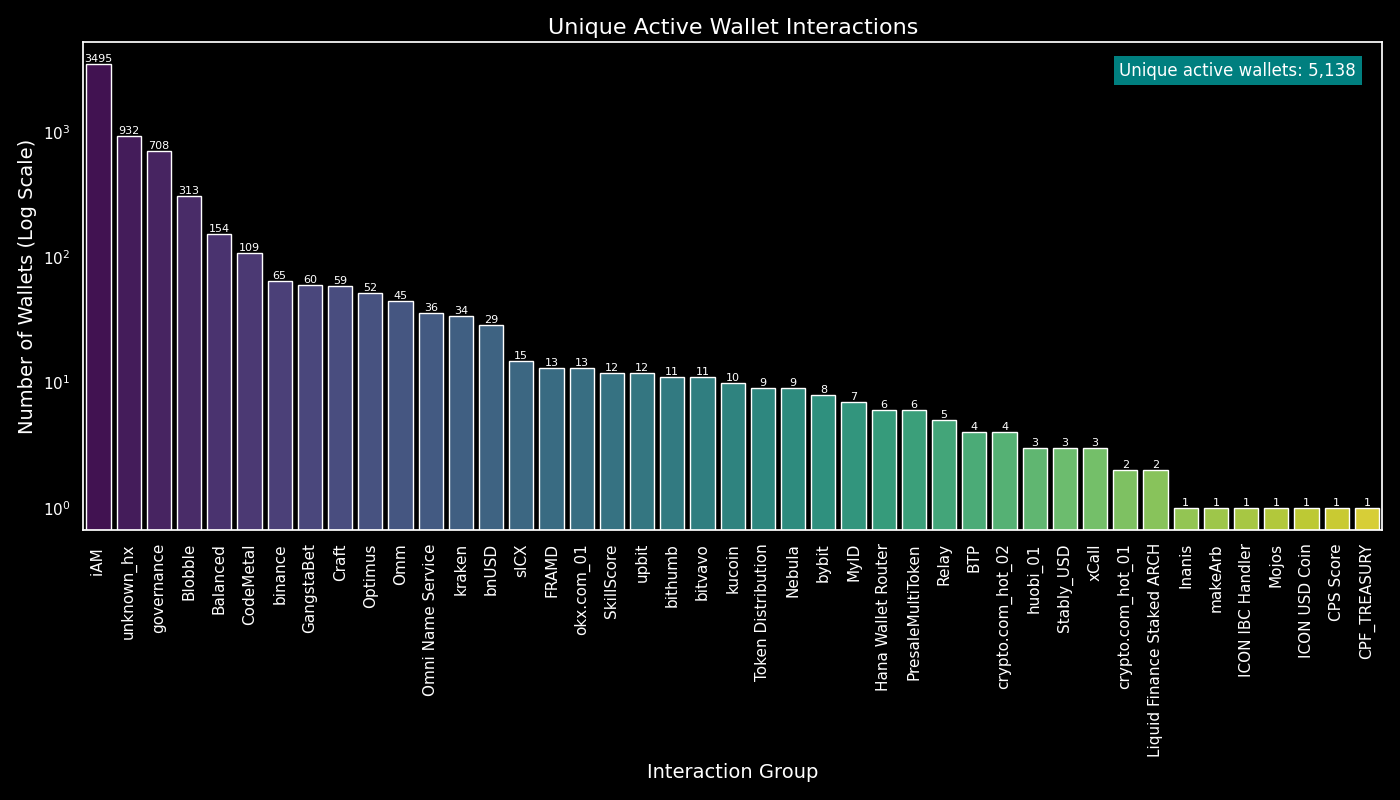 Unique Active Wallet Interactions
Unique active wallets: 5,138
Number of Wallets (Log Scale)
10³
10²
10¹
10⁰
3495
932
708
313
154
109
65
60
59
52
45
36
34
29
15
13
13
12
12
11
11
10
9
9
8
7
6
6
5
4
4
3
3
3
2
2
1
1
1
1
1
1
1
iAM
unknown_hx
governance
Blobble
Balanced
CodeMetal
binance
GangstaBet
Craft
Optimus
Omm
Omni Name Service
kraken
bnUSD
sICX
FRAMD
okx.com_01
SkillScore
upbit
bithumb
bitvavo
kucoin
Token Distribution
Nebula
bybit
MyID
Hana Wallet Router
PresaleMultiToken
Relay
BTP
crypto.com_hot_02
huobi_01
Stably_USD
xCall
crypto.com_hot_01
Liquid Finance Staked ARCH
Inanis
makeArb
ICON IBC Handler
Mojos
ICON USD Coin
CPS Score
CPF_TREASURY
Interaction Group